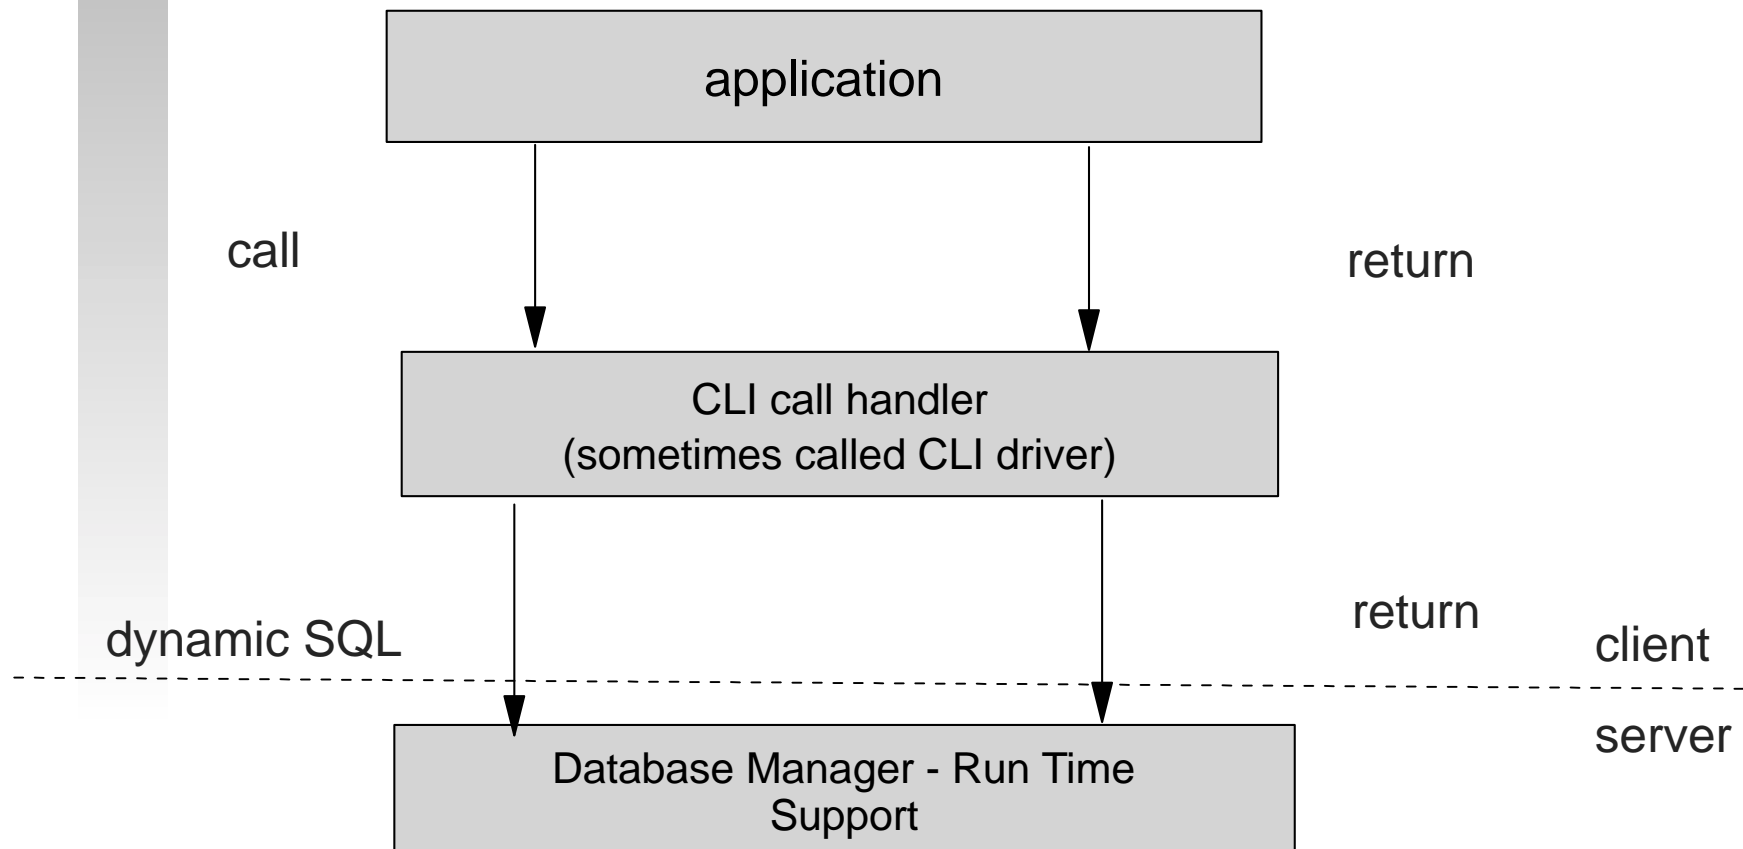 application
call
return
CLI call handler
(sometimes called CLI driver)
return
dynamic SQL
client
server
Database Manager - Run Time
Support